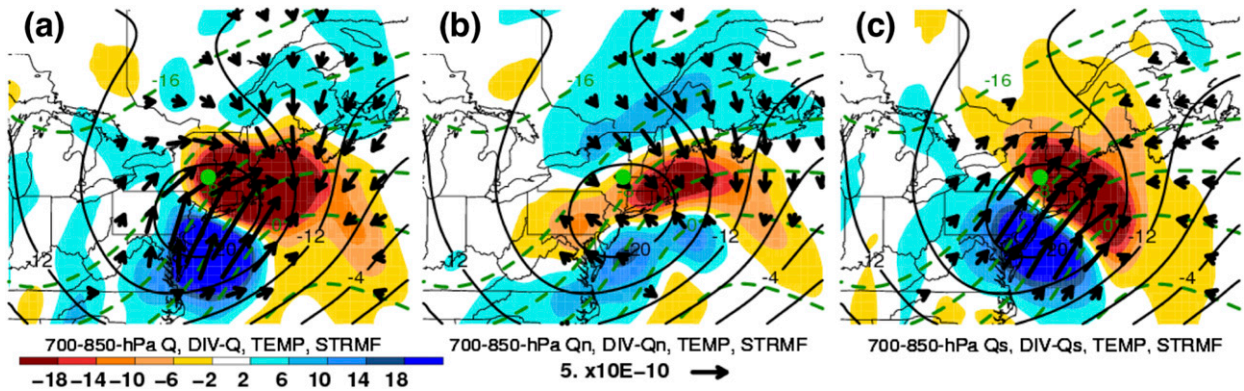 (a)
(b)
(c)
-16
-16
-16
-12
-12
-4
-12
-20
-12
-4
-12
-20
-12
-4
700-850-hPa Q, DIV-Q, TEMP, STRMF
700-850-hPa Qn, DIV-Qn, TEMP, STRMF
700-850-hPa Qs, DIV-Qs, TEMP, STRMF
−18 −14 −10 −6 −2 2 6 10 14 18
5. x10E−10